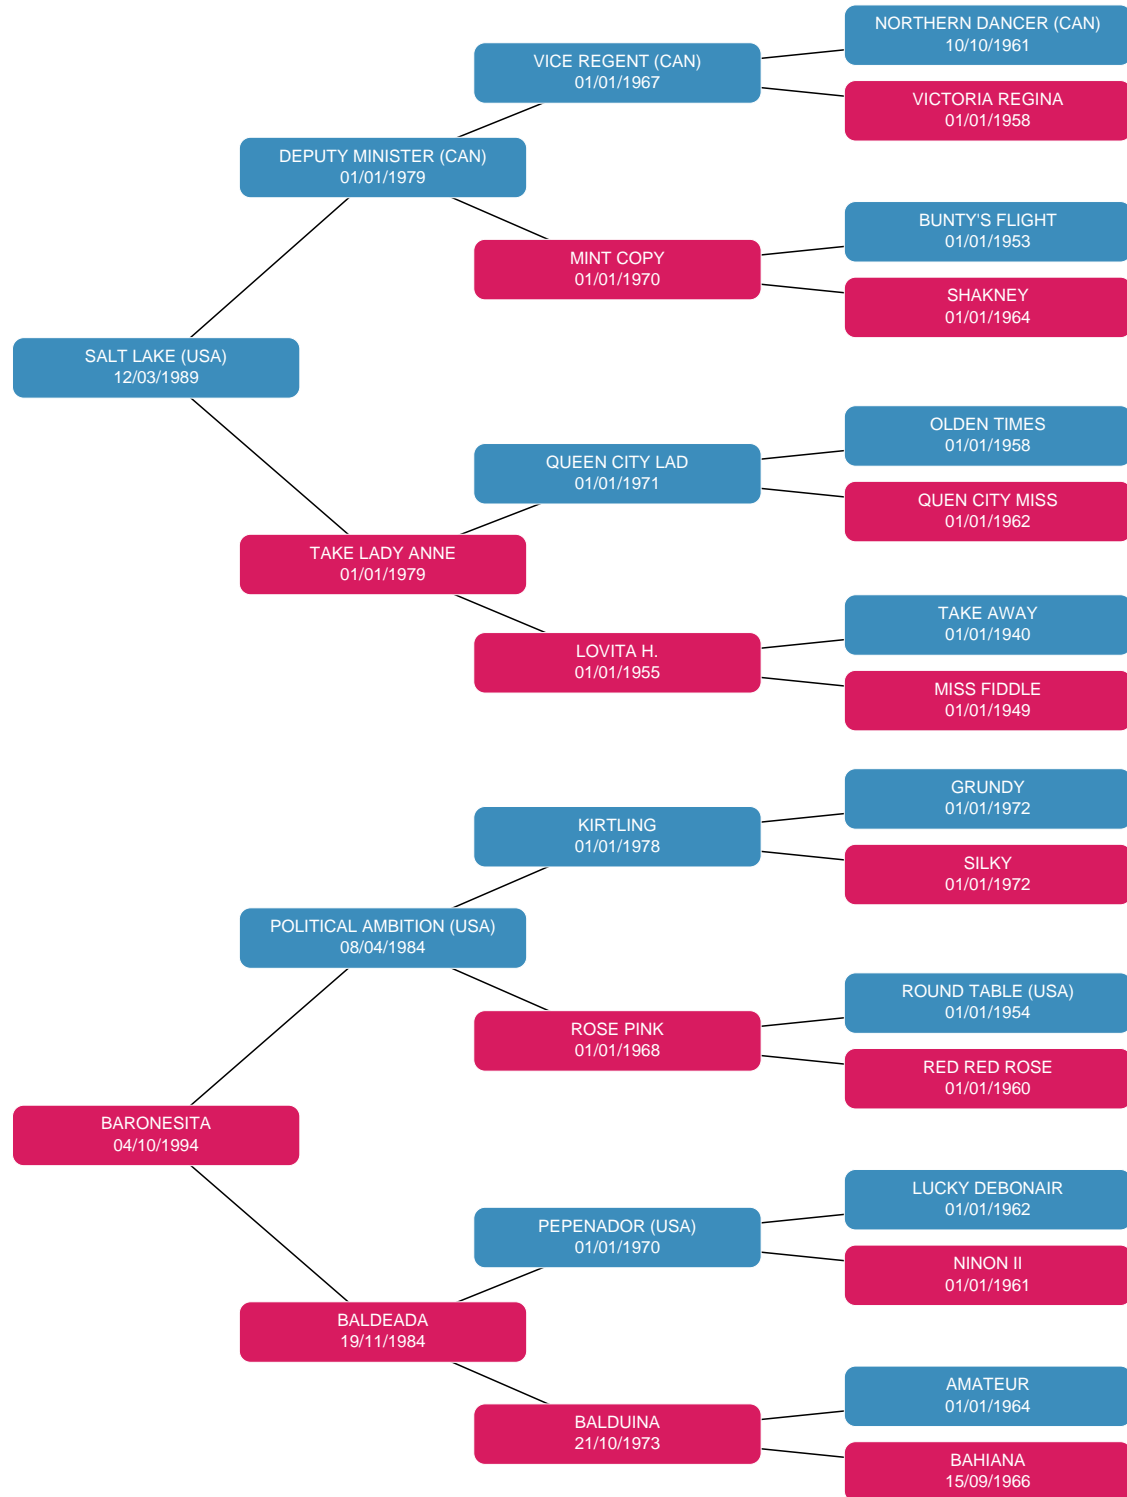 NORTHERN DANCER (CAN)
10/10/1961
VICE REGENT (CAN)
01/01/1967
VICTORIA REGINA
01/01/1958
DEPUTY MINISTER (CAN)
01/01/1979
BUNTY'S FLIGHT
01/01/1953
MINT COPY
01/01/1970
SHAKNEY
01/01/1964
SALT LAKE (USA)
12/03/1989
OLDEN TIMES
01/01/1958
QUEEN CITY LAD
01/01/1971
QUEN CITY MISS
01/01/1962
TAKE LADY ANNE
01/01/1979
TAKE AWAY
01/01/1940
LOVITA H.
01/01/1955
MISS FIDDLE
01/01/1949
GRUNDY
01/01/1972
KIRTLING
01/01/1978
SILKY
01/01/1972
POLITICAL AMBITION (USA)
08/04/1984
ROUND TABLE (USA)
01/01/1954
ROSE PINK
01/01/1968
RED RED ROSE
01/01/1960
BARONESITA
04/10/1994
LUCKY DEBONAIR
01/01/1962
PEPENADOR (USA)
01/01/1970
NINON II
01/01/1961
BALDEADA
19/11/1984
AMATEUR
01/01/1964
BALDUINA
21/10/1973
BAHIANA
15/09/1966